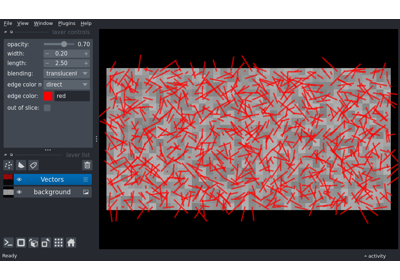 File View Window Plugins Help
layer controls
opacity: 0.70
width: 0.20
length: 2.50
blending: translucent
edge color m direct
edge color: red
out of slice:
layer list
Vectors
background
Ready
activity